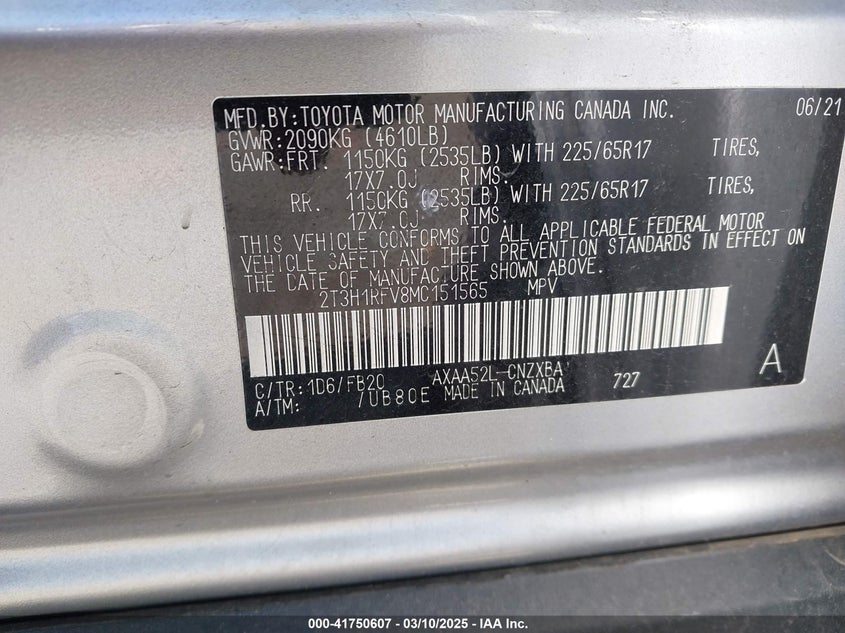 MFD.BY:TOYOTA MOTOR MANUFACTURING CANADA INC. 06/21
GVWR:2090KG (4610LB)
GAWR:FRT. 1150KG (2535LB) WITH 225/65R17 TIRES,
17X7.0J RIMS.
RR. 1150KG (2535LB) WITH 225/65R17 TIRES,
17X7.0J RIMS.
THIS VEHICLE CONFORMS TO ALL APPLICABLE FEDERAL MOTOR
VEHICLE SAFETY AND THEFT PREVENTION STANDARDS IN EFFECT ON
THE DATE OF MANUFACTURE SHOWN ABOVE.
2T3H1RFV8MC151565 MPV
A
C/TR:1D6/FB20 AXAA52L-CNZXBA 727
A/TM: /UB80E MADE IN CANADA
000-41750607 - 03/10/2025 - IAA Inc.